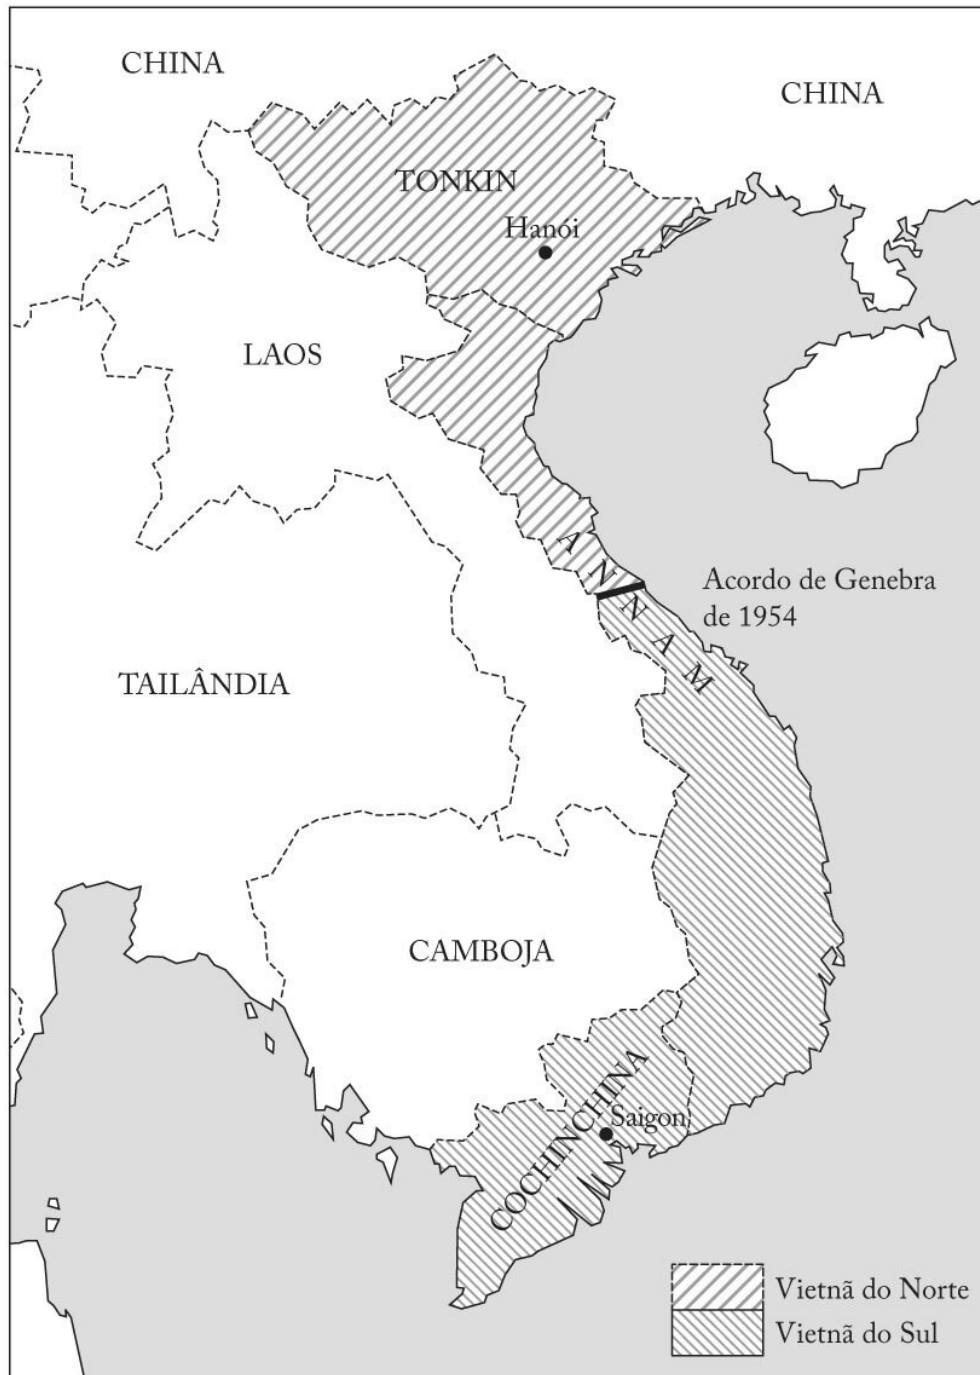 CHINA
CHINA
TONKIN
Hanói
LAOS
ANNAM
Acordo de Genebra
de 1954
TAILÂNDIA
CAMBOJA
COCHINCHINA
Saigon
Vietnã do Norte
Vietnã do Sul